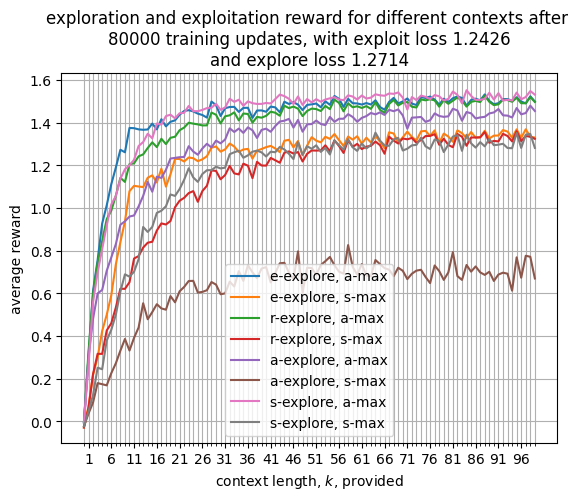 exploration and exploitation reward for different contexts after
80000 training updates, with exploit loss 1.2426
and explore loss 1.2714
1.6
1.4
1.2
1.0
0.8
0.6
0.4
0.2
0.0
average reward
e-explore, a-max
e-explore, s-max
r-explore, a-max
r-explore, s-max
a-explore, a-max
a-explore, s-max
s-explore, a-max
s-explore, s-max
1 6 11 16 21 26 31 36 41 46 51 56 61 66 71 76 81 86 91 96
context length, k, provided